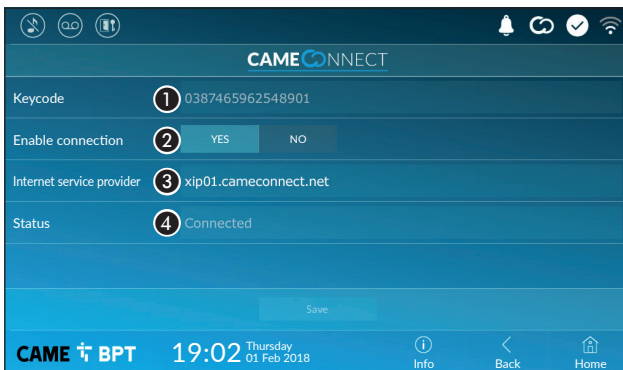 CAMECONNECT
Keycode 1 0387465962548901
Enable connection 2 YES NO
Internet service provider 3 xip01.cameconnect.net
Status 4 Connected
Save
CAME BPT 19:02 Thursday
01 Feb 2018
Info Back Home